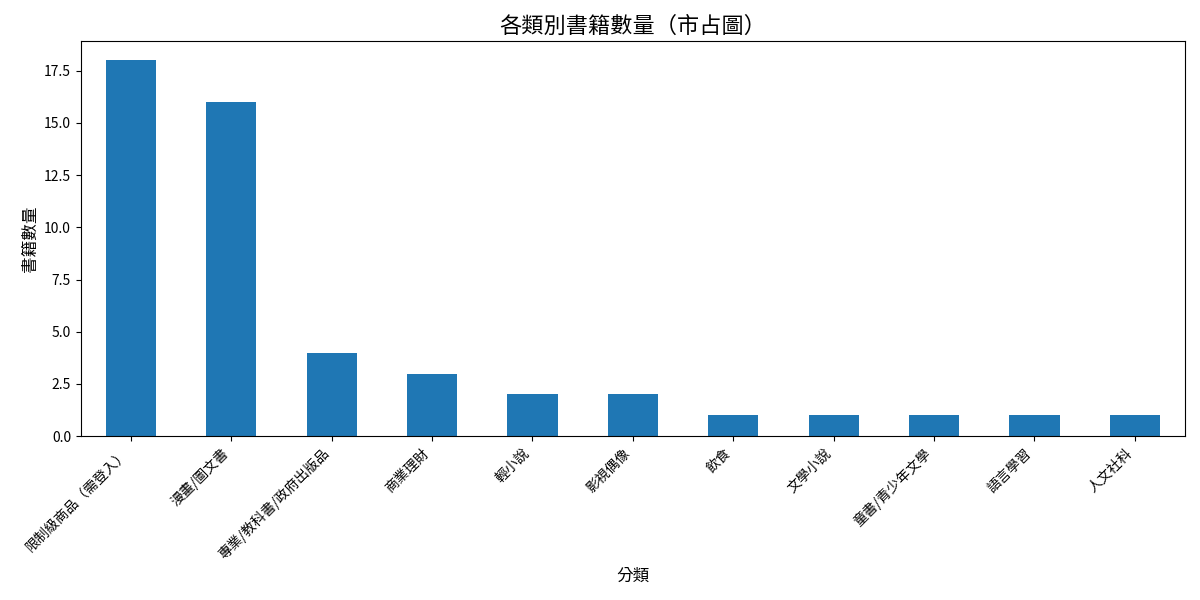 各類別書籍數量（市占圖）
書籍數量
17.5
15.0
12.5
10.0
7.5
5.0
2.5
0.0
限制級商品（需登入）
漫畫/圖文書
專業/教科書/政府出版品
商業理財
輕小說
影視偶像
飲食
文學小說
童書/青少年文學
語言學習
人文社科
分類